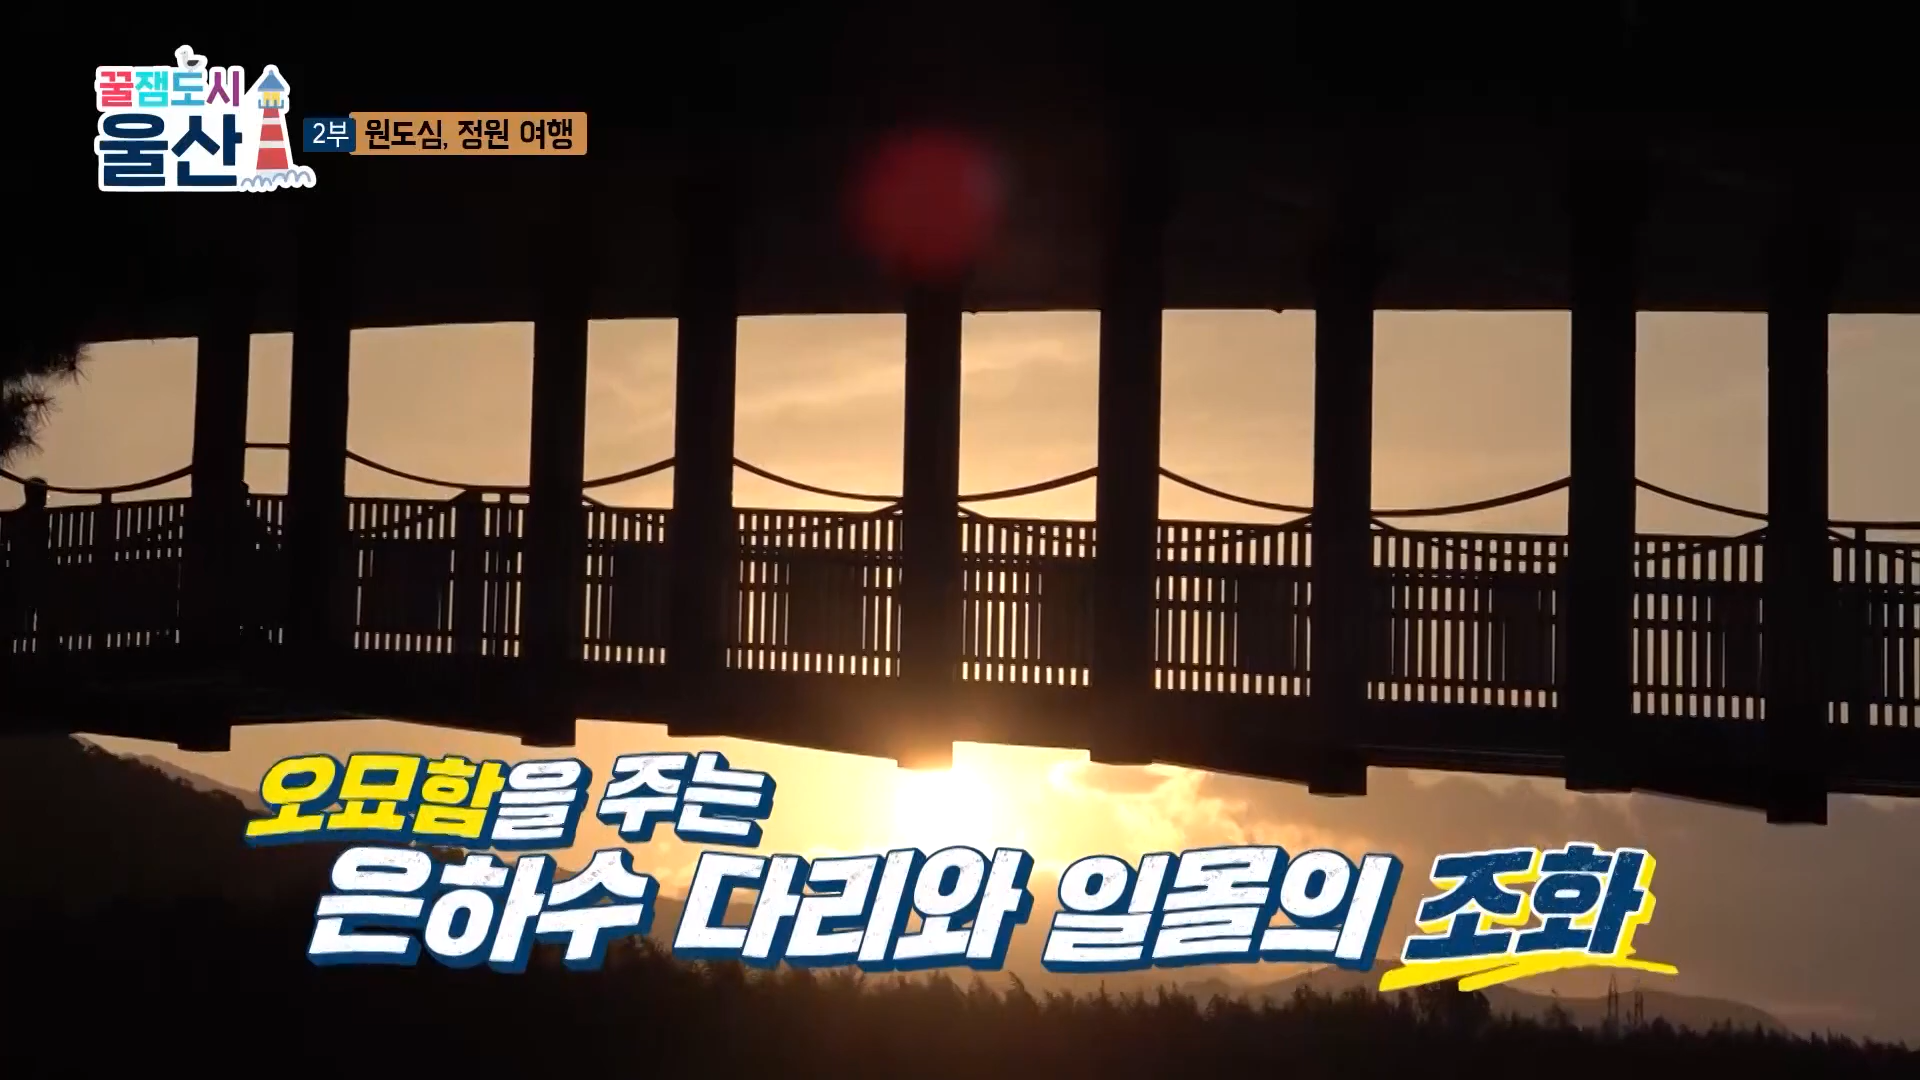 꿀잼도시
울산
2부 원도심, 정원 여행
오묘함을 주는
은하수 다리와 일몰의 조화